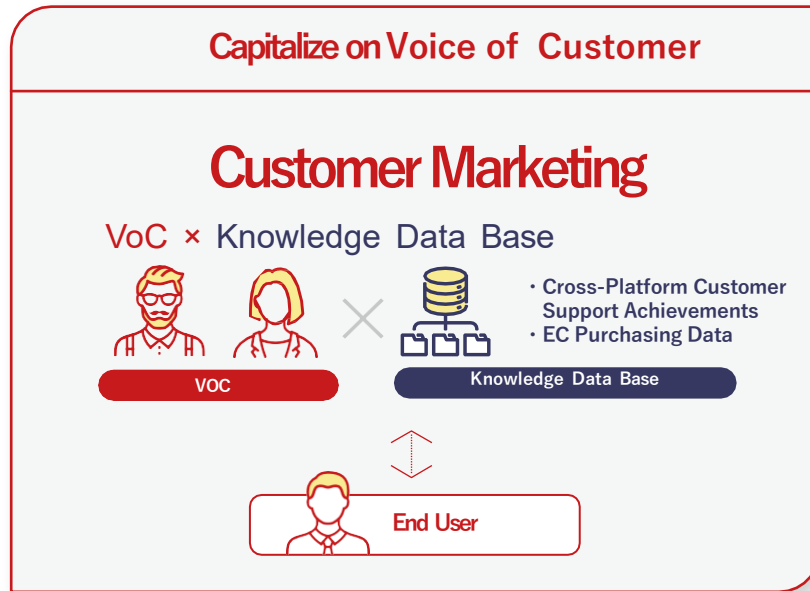 Capitalize on Voice of Customer
Customer Marketing
VoC × Knowledge Data Base
・Cross-Platform Customer
Support Achievements
・EC Purchasing Data
VOC
Knowledge Data Base
End User